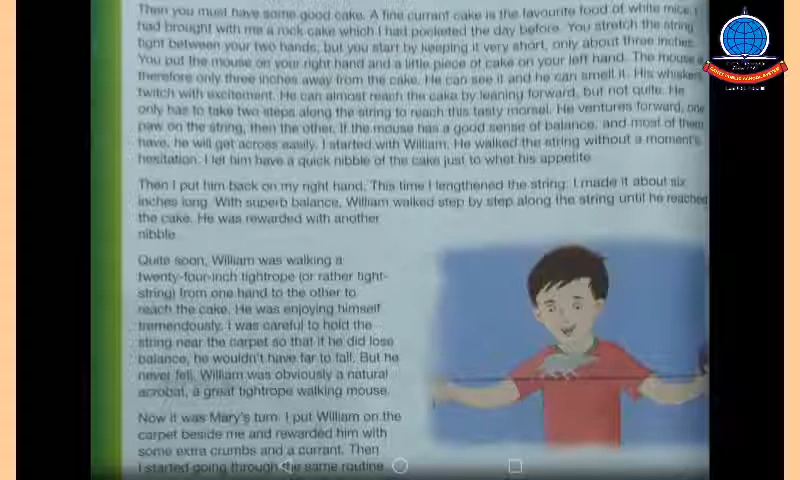 Then you must have some good cake. A fine currant cake is the favourite food of white mice. I
had brought with me a rock cake which I had pocketed the day before. You stretch the string
tight between your two hands, but you start by keeping it very short, only about three inches.
You put the mouse on your right hand and a little piece of cake on your left hand. The mouse is
therefore only three inches away from the cake. He can see it and he can smell it. His whiskers
twitch with excitement. He can almost reach the cake by leaning forward, but not quite. He
only has to take two steps along the string to reach this tasty morsel. He ventures forward, one
paw on the string, then the other. If the mouse has a good sense of balance, and most of them
have, he will get across easily. I started with William. He walked the string without a moment's
hesitation. I let him have a quick nibble of the cake just to whet his appetite
Then I put him back on my right hand. This time I lengthened the string. I made it about six
inches long. With superb balance, William walked step by step along the string until he reached
the cake. He was rewarded with another
nibble
Quite soon, William was walking a
twenty-four-inch tightrope (or rather tight-
string) from one hand to the other to
reach the cake. He was enjoying himself
tremendously. I was careful to hold the
string near the carpet so that if he did lose
balance, he wouldn't have far to fall. But he
never fell. William was obviously a natural
acrobat, a great tightrope walking mouse.
Now it was Mary's turn. I put William on the
carpet beside me and rewarded him with
some extra crumbs and a currant. Then
I started going through the same routine
PUBLIC SCHOOL SYSTEM